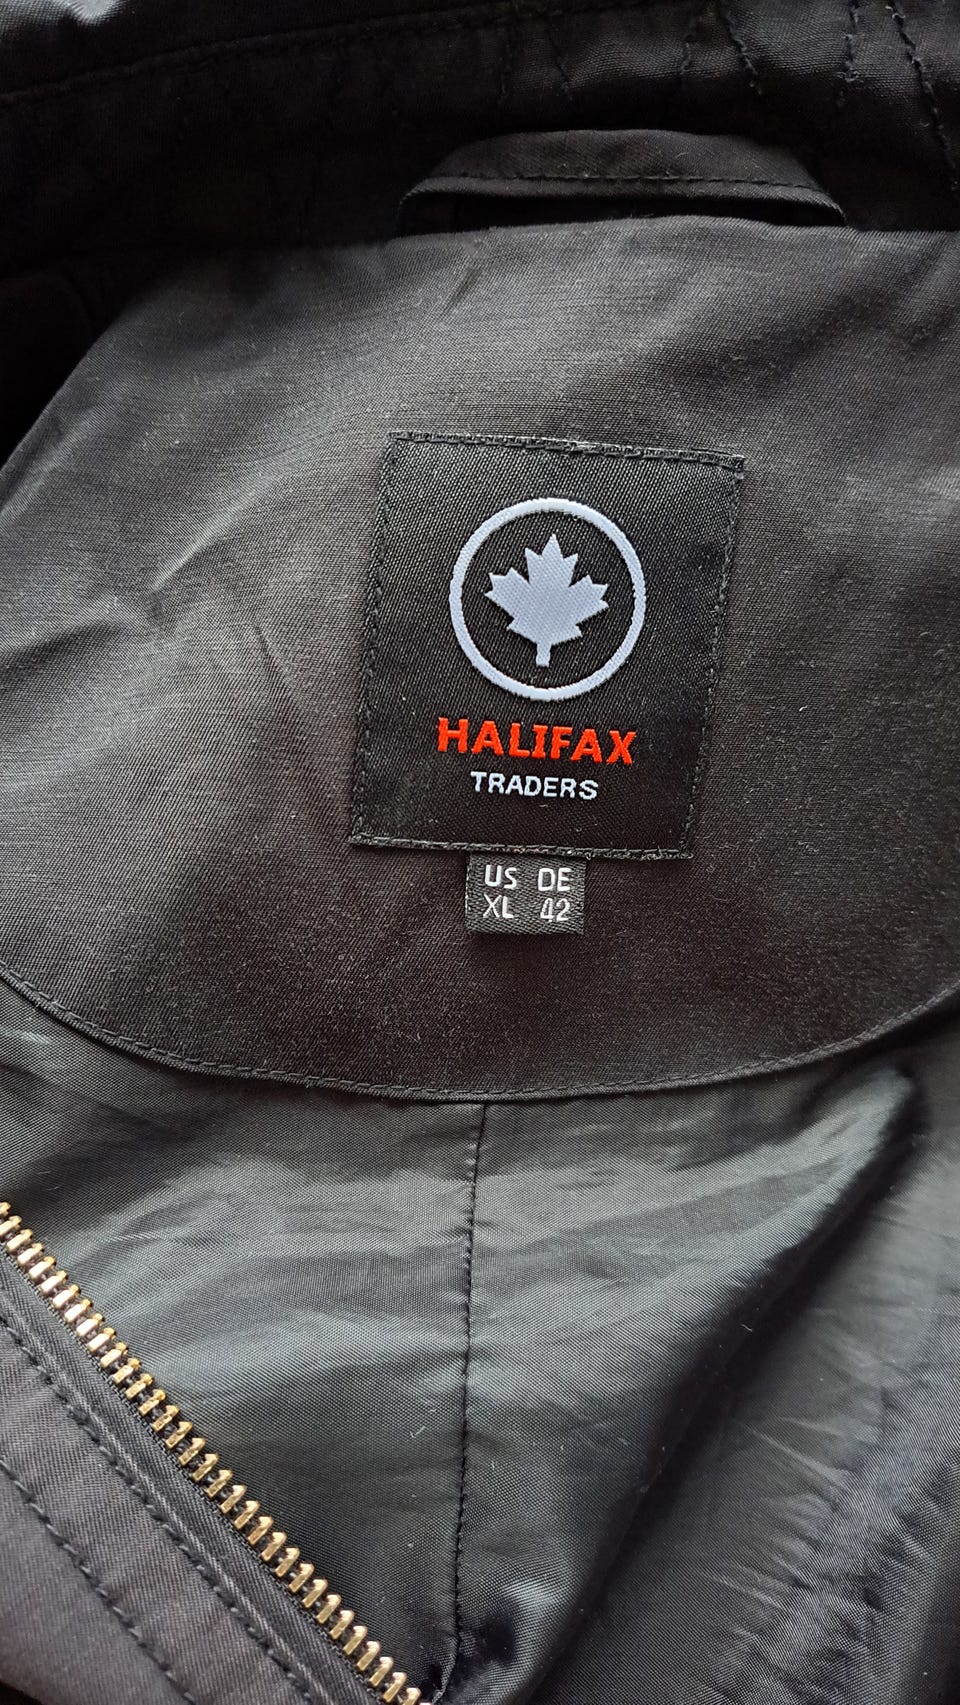 HALIFAX
TRADERS
US DE
XL 42